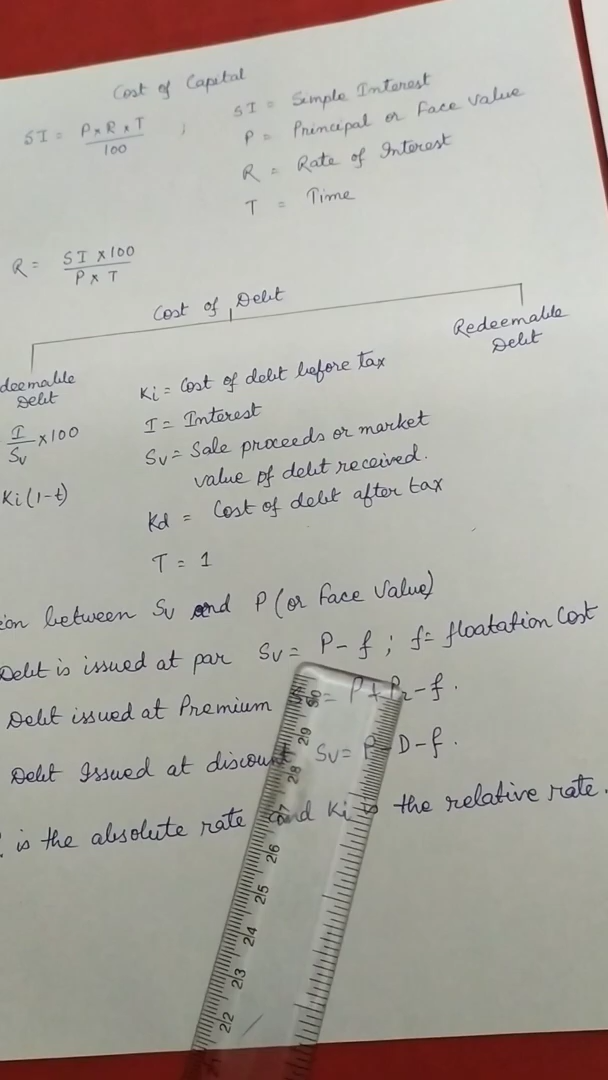 Cost of Capital
SI = P x R x T / 100 ; SI = Simple Interest
P = Principal or Face Value
R = Rate of Interest
T = Time
R = SI x 100 / P x T
Cost of Debt
deemable Debt
Redeemable Debt
I / Sv x 100
Ki (1-t)
Ki = Cost of debt before tax
I = Interest
Sv = Sale proceeds or market
value of debt received.
Kd = Cost of debt after tax
T = 1
ion between Sv and P (or Face Value)
Debt is issued at par Sv = P - f ; f = floatation Cost
Debt issued at Premium = P + Pr - f.
Debt Issued at discount Sv = P - D - f.
is the absolute rate and Ki is the relative rate.
30
29
28
27
26
25
24
23
22